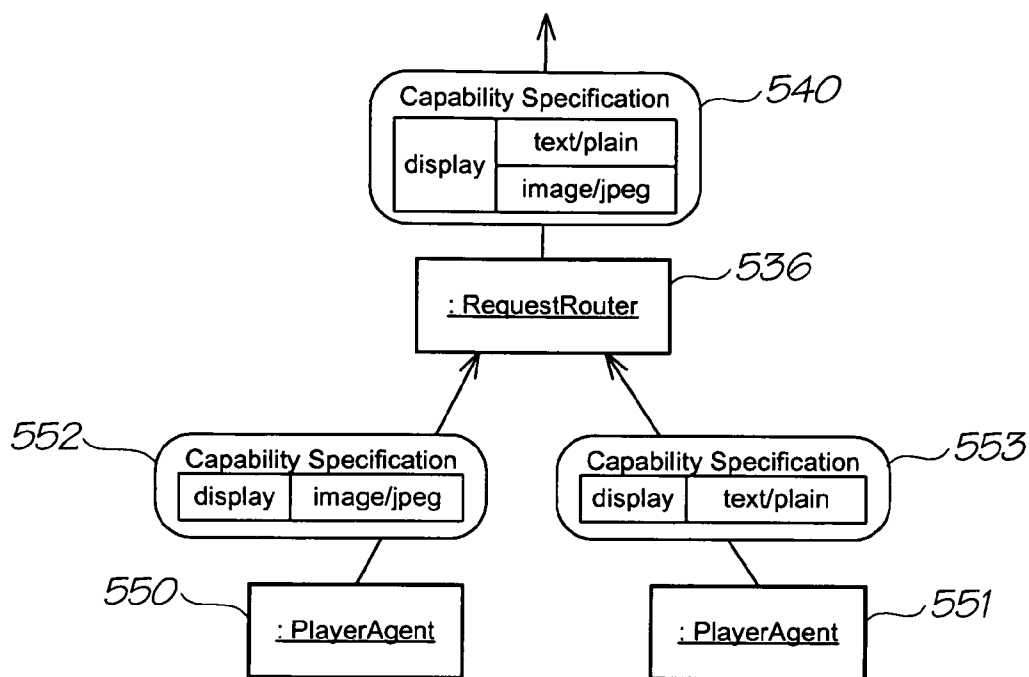 Capability Specification
540
display
text/plain
image/jpeg
536
: RequestRouter
552
Capability Specification
display
image/jpeg
Capability Specification
553
display
text/plain
550
: PlayerAgent
551
: PlayerAgent